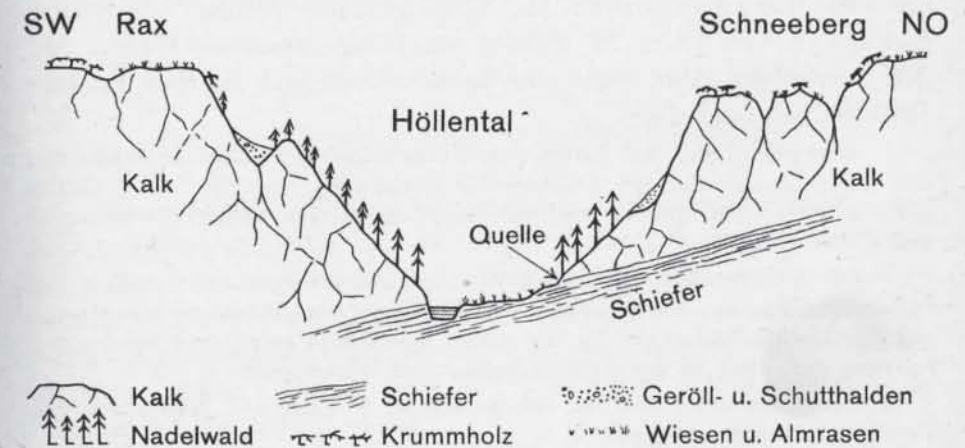 SW Rax Schneeberg NO
Höllental
Kalk Kalk
Quelle
Schiefer
Kalk Schiefer Geröll- u. Schutthalden
Nadelwald Krummholz Wiesen u. Almrasen